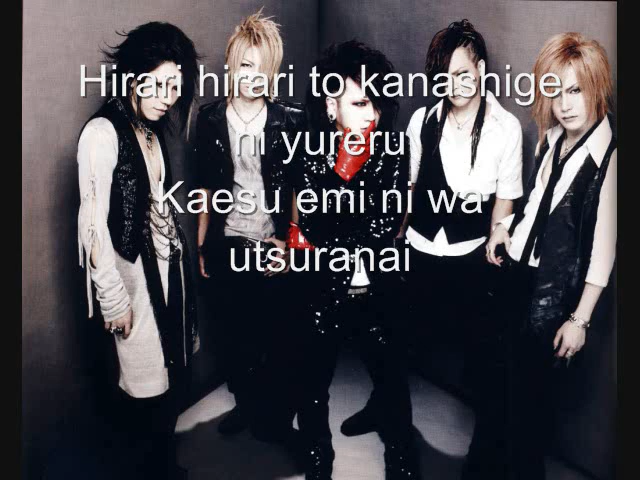 Hirari hirari to kanashige
ni yureru
Kaesu emi ni wa
utsuranai